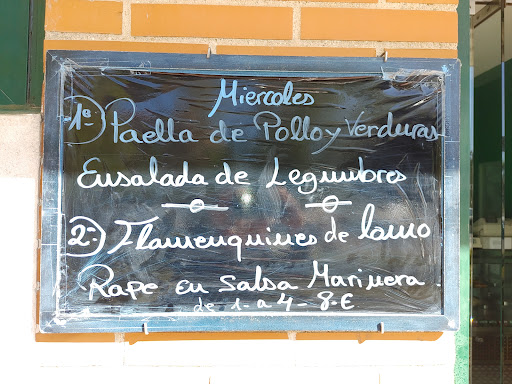 Miercoles
1º- Paella de Pollo y Verduras
Ensalada de Legumbres
2º- Flamenquines de lomo
Rape en Salsa Marinera
de 1- a 4 - 8-€